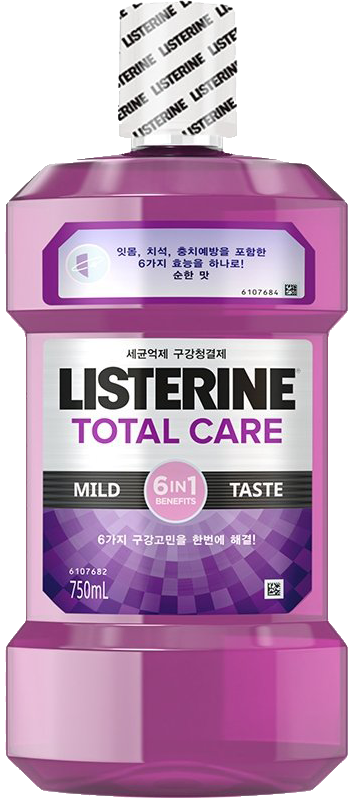 LISTERINE LISTERINE LISTERINE
잇몸, 치석, 충치예방을 포함한
6가지 효능을 하나로!
순한 맛
6107684
세균억제 구강청결제
LISTERINE®
TOTAL CARE
MILD 6IN1 TASTE
BENEFITS
6가지 구강고민을 한번에 해결!
6107682
750mL